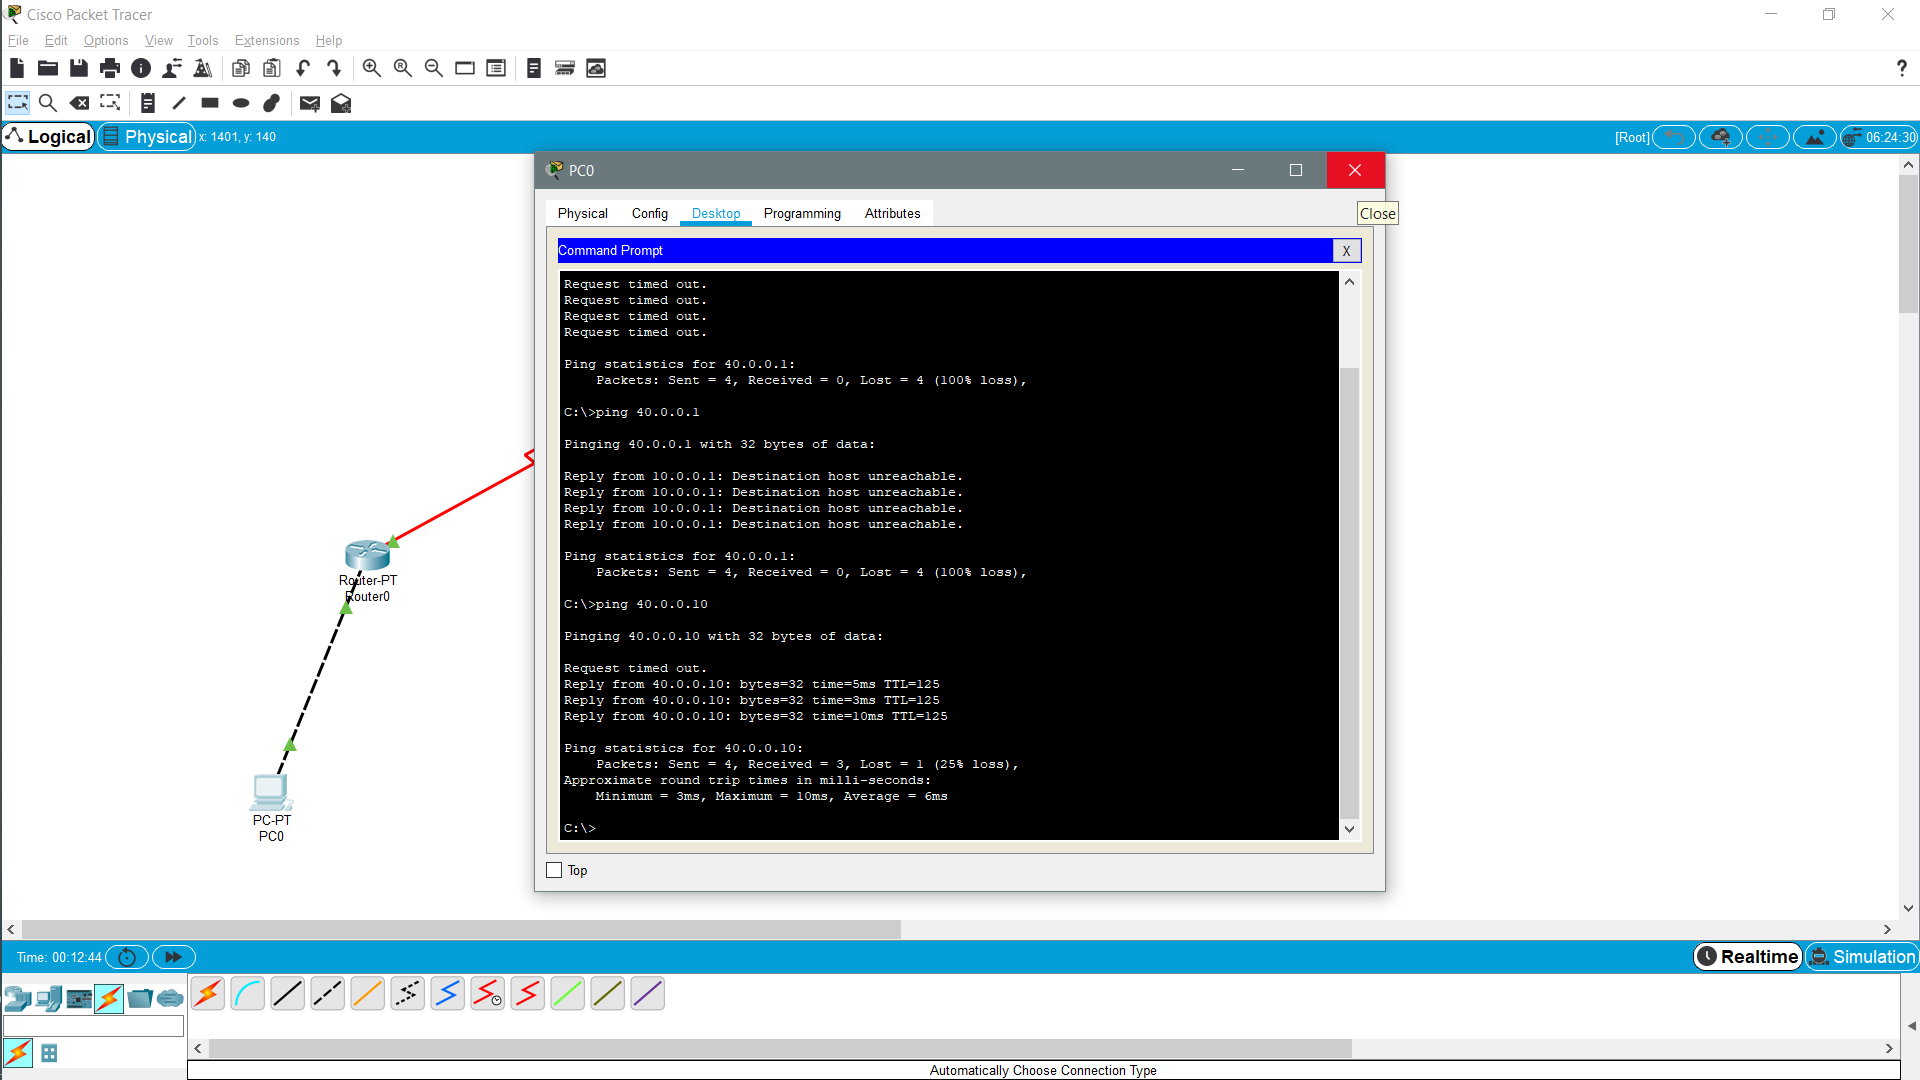 Cisco Packet Tracer
File Edit Options View Tools Extensions Help
?
Logical Physical x: 1401, y: 140 [Root] 06:24:30
PC0
Physical Config Desktop Programming Attributes
Close
Command Prompt X
Request timed out.
Request timed out.
Request timed out.
Request timed out.
Ping statistics for 40.0.0.1:
Packets: Sent = 4, Received = 0, Lost = 4 (100% loss),
C:\>ping 40.0.0.1
Pinging 40.0.0.1 with 32 bytes of data:
Reply from 10.0.0.1: Destination host unreachable.
Reply from 10.0.0.1: Destination host unreachable.
Reply from 10.0.0.1: Destination host unreachable.
Reply from 10.0.0.1: Destination host unreachable.
Ping statistics for 40.0.0.1:
Packets: Sent = 4, Received = 0, Lost = 4 (100% loss),
C:\>ping 40.0.0.10
Pinging 40.0.0.10 with 32 bytes of data:
Request timed out.
Reply from 40.0.0.10: bytes=32 time=5ms TTL=125
Reply from 40.0.0.10: bytes=32 time=3ms TTL=125
Reply from 40.0.0.10: bytes=32 time=10ms TTL=125
Ping statistics for 40.0.0.10:
Packets: Sent = 4, Received = 3, Lost = 1 (25% loss),
Approximate round trip times in milli-seconds:
Minimum = 3ms, Maximum = 10ms, Average = 6ms
C:\>
Top
Router-PT
Router0
PC-PT
PC0
Time: 00:12:44 Realtime Simulation
Automatically Choose Connection Type